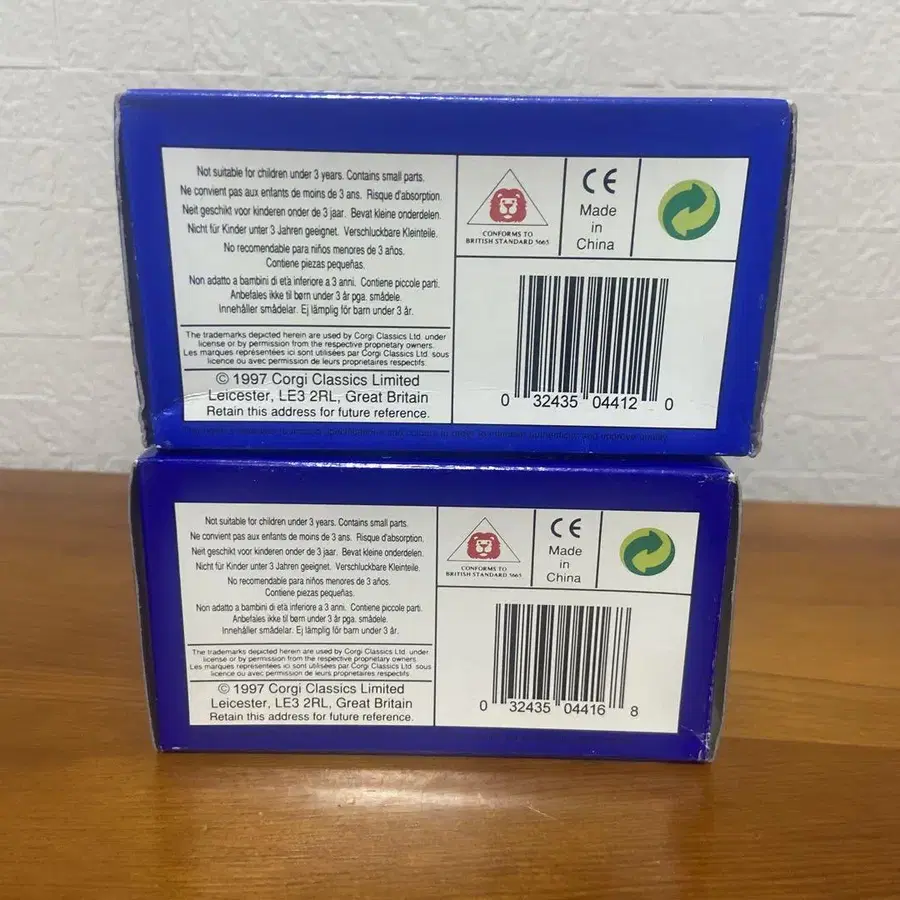 Not suitable for children under 3 years. Contains small parts.
Ne convient pas aux enfants de moins de 3 ans. Risque d'absorption.
Neit geschikt voor kinderen onder de 3 jaar. Bevat kleine onderdelen.
Nicht für Kinder unter 3 Jahren geeignet. Verschluckbare Kleinteile.
No recomendable para niños menores de 3 años.
Contiene piezas pequeñas.
Non adatto a bambini di età inferiore a 3 anni. Contiene piccole parti.
Anbefales ikke til børn under 3 år pga. smådele.
Innehåller smådelar. Ej lämplig för barn under 3 år.
The trademarks depicted herein are used by Corgi Classics Ltd. under
license or by permission from the respective proprietary owners.
Les marques représentées ici sont utilisées par Corgi Classics Ltd. sous
licence ou avec permission de leurs propriétaires respectifs.
© 1997 Corgi Classics Limited
Leicester, LE3 2RL, Great Britain
Retain this address for future reference.
CONFORMS TO
BRITISH STANDARD 5665
CE
Made
in
China
0 32435 04412 0
Not suitable for children under 3 years. Contains small parts.
Ne convient pas aux enfants de moins de 3 ans. Risque d'absorption.
Neit geschikt voor kinderen onder de 3 jaar. Bevat kleine onderdelen.
Nicht für Kinder unter 3 Jahren geeignet. Verschluckbare Kleinteile.
No recomendable para niños menores de 3 años.
Contiene piezas pequeñas.
Non adatto a bambini di età inferiore a 3 anni. Contiene piccole parti.
Anbefales ikke til børn under 3 år pga. smådele.
Innehåller smådelar. Ej lämplig för barn under 3 år.
The trademarks depicted herein are used by Corgi Classics Ltd. under
license or by permission from the respective proprietary owners.
Les marques représentées ici sont utilisées par Corgi Classics Ltd. sous
licence ou avec permission de leurs propriétaires respectifs.
© 1997 Corgi Classics Limited
Leicester, LE3 2RL, Great Britain
Retain this address for future reference.
CONFORMS TO
BRITISH STANDARD 5665
CE
Made
in
China
0 32435 04416 8